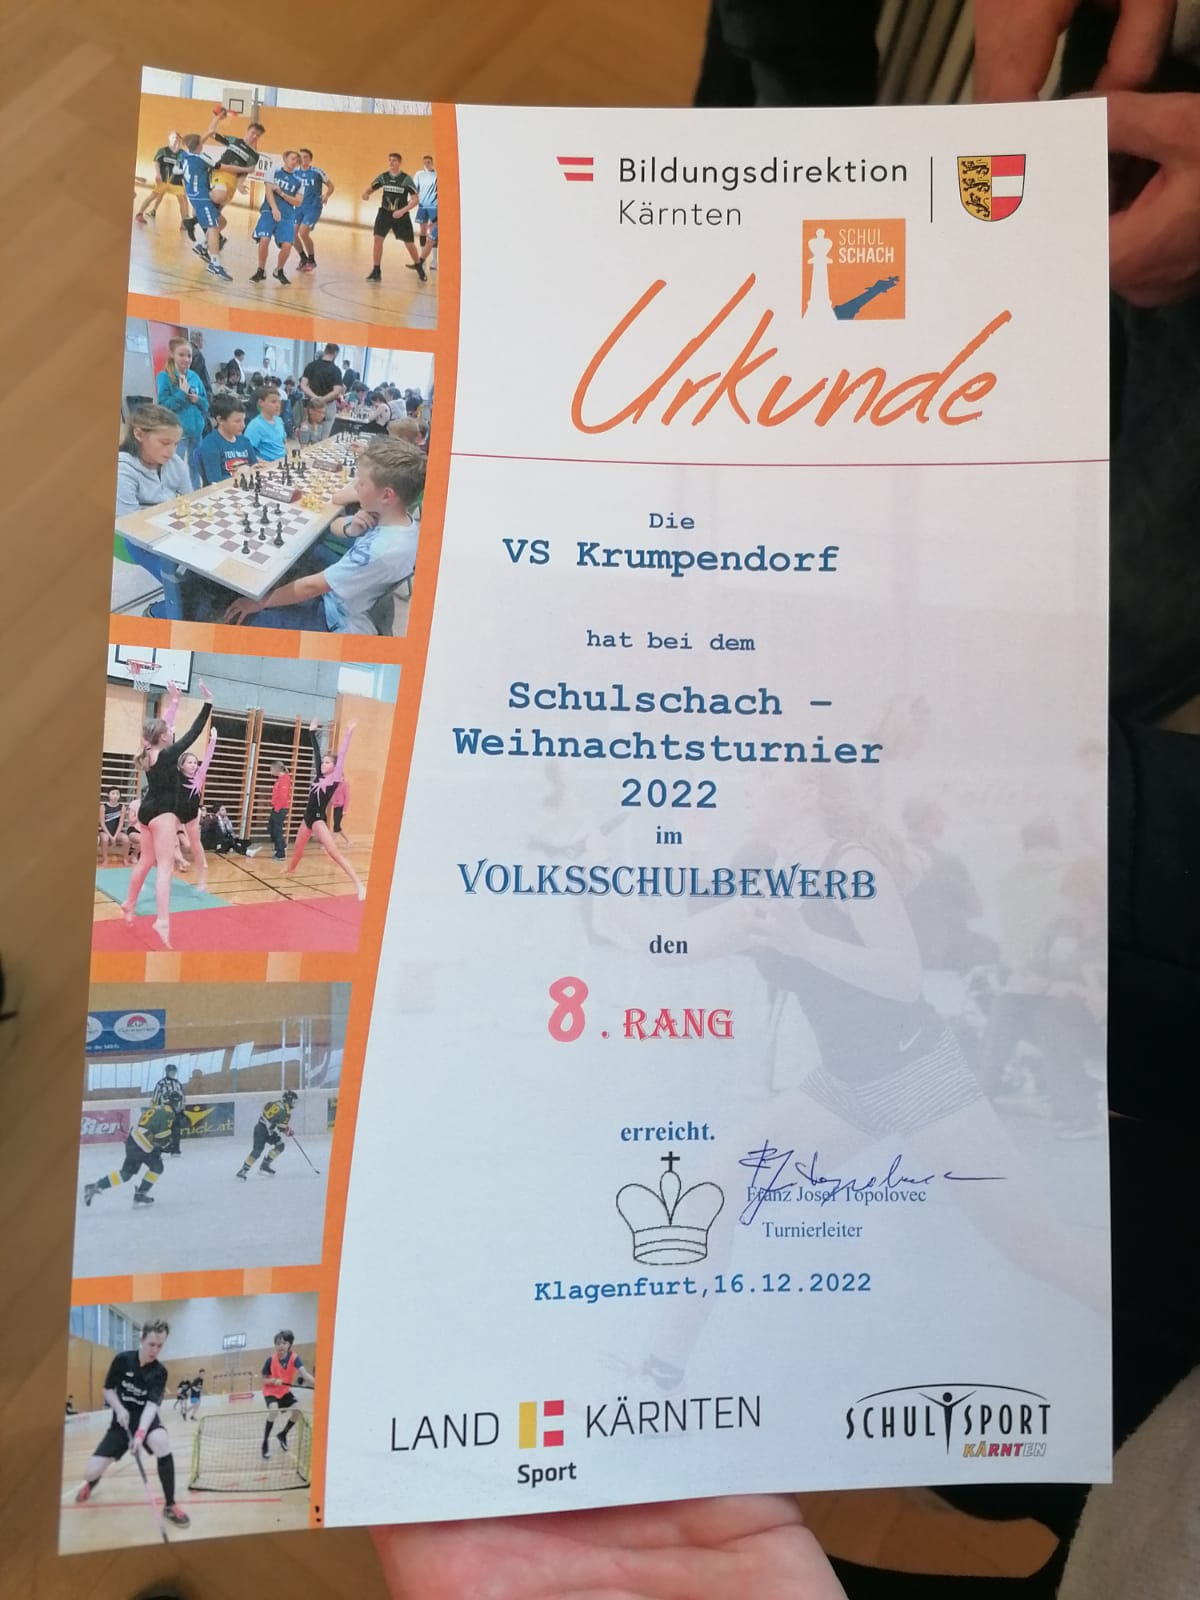 Bildungsdirektion
Kärnten
SCHUL
SCHACH
Urkunde
Die
VS Krumpendorf
hat bei dem
Schulschach –
Weihnachtsturnier
2022
im
VOLKSSCHULBEWERB
den
8. RANG
erreicht.
Franz Josef Topolovec
Turnierleiter
Klagenfurt,16.12.2022
LAND KÄRNTEN
Sport
SCHULSPORT
KÄRNTEN